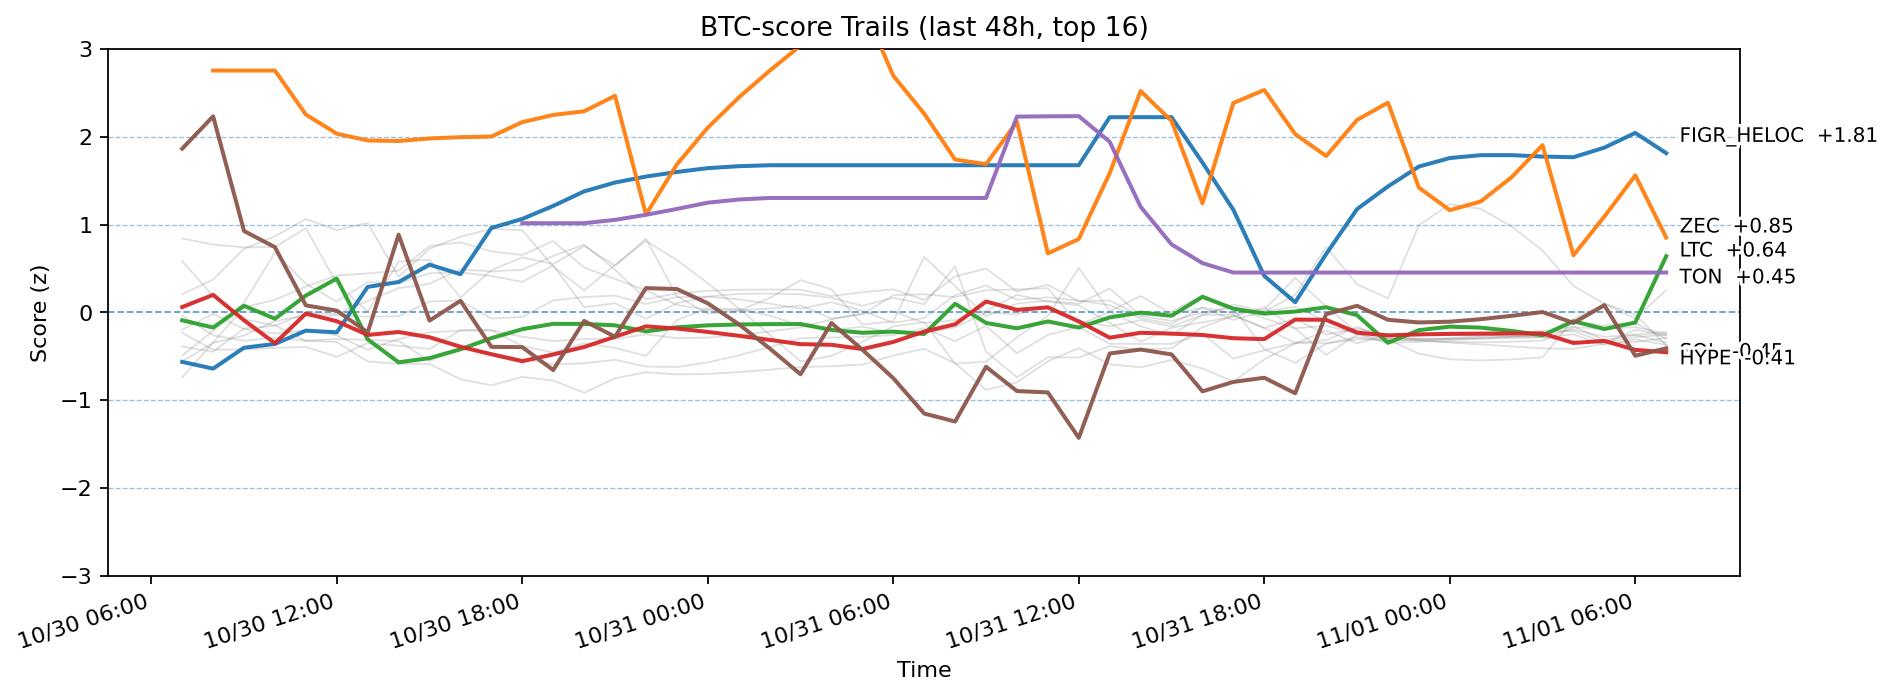 BTC-score Trails (last 48h, top 16)
3
2
1
0
−1
−2
−3
Score (z)
FIGR_HELOC +1.81
ZEC +0.85
LTC +0.64
TON +0.45
HYPE -0.41
10/30 06:00
10/30 12:00
10/30 18:00
10/31 00:00
10/31 06:00
10/31 12:00
10/31 18:00
11/01 00:00
11/01 06:00
Time